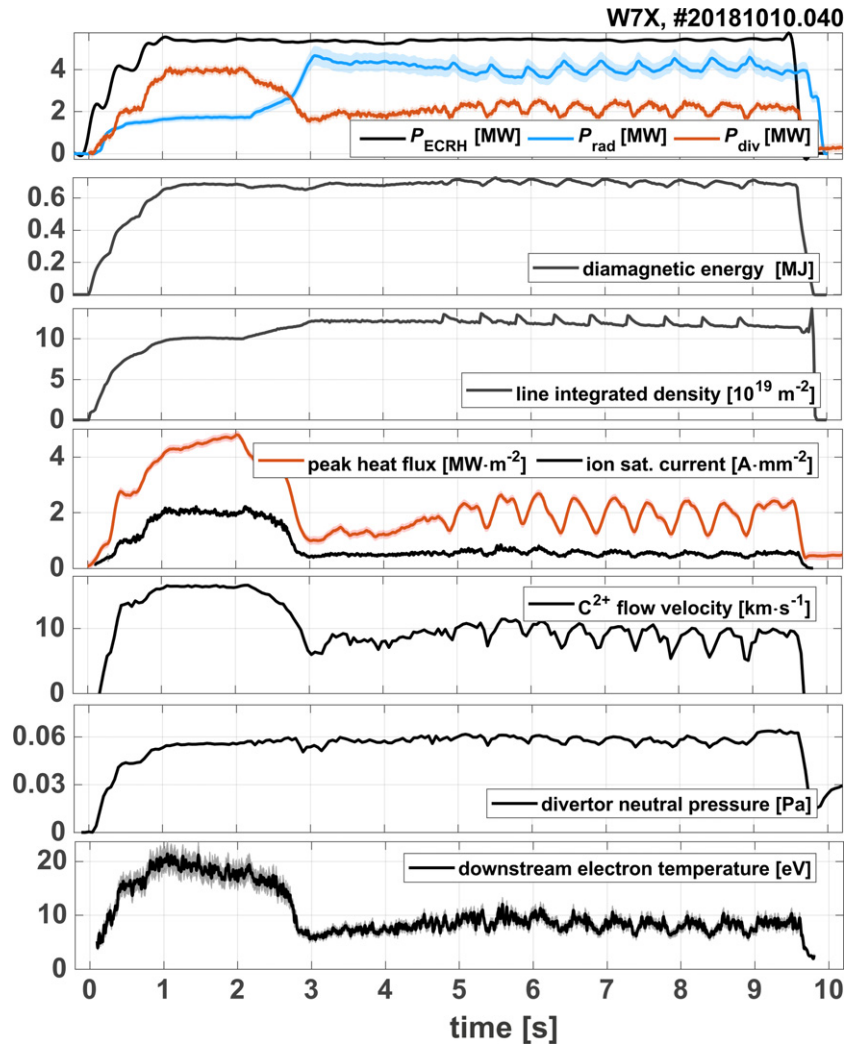 W7X, #20181010.040
4
2
0
P_ECRH [MW] P_rad [MW] P_div [MW]
0.6
0.4
0.2
0
diamagnetic energy [MJ]
10
5
0
line integrated density [10^19 m^-2]
4
2
0
peak heat flux [MW·m^-2] ion sat. current [A·mm^-2]
10
0
C^2+ flow velocity [km·s^-1]
0.06
0.03
0
divertor neutral pressure [Pa]
20
10
0
downstream electron temperature [eV]
0 1 2 3 4 5 6 7 8 9 10
time [s]